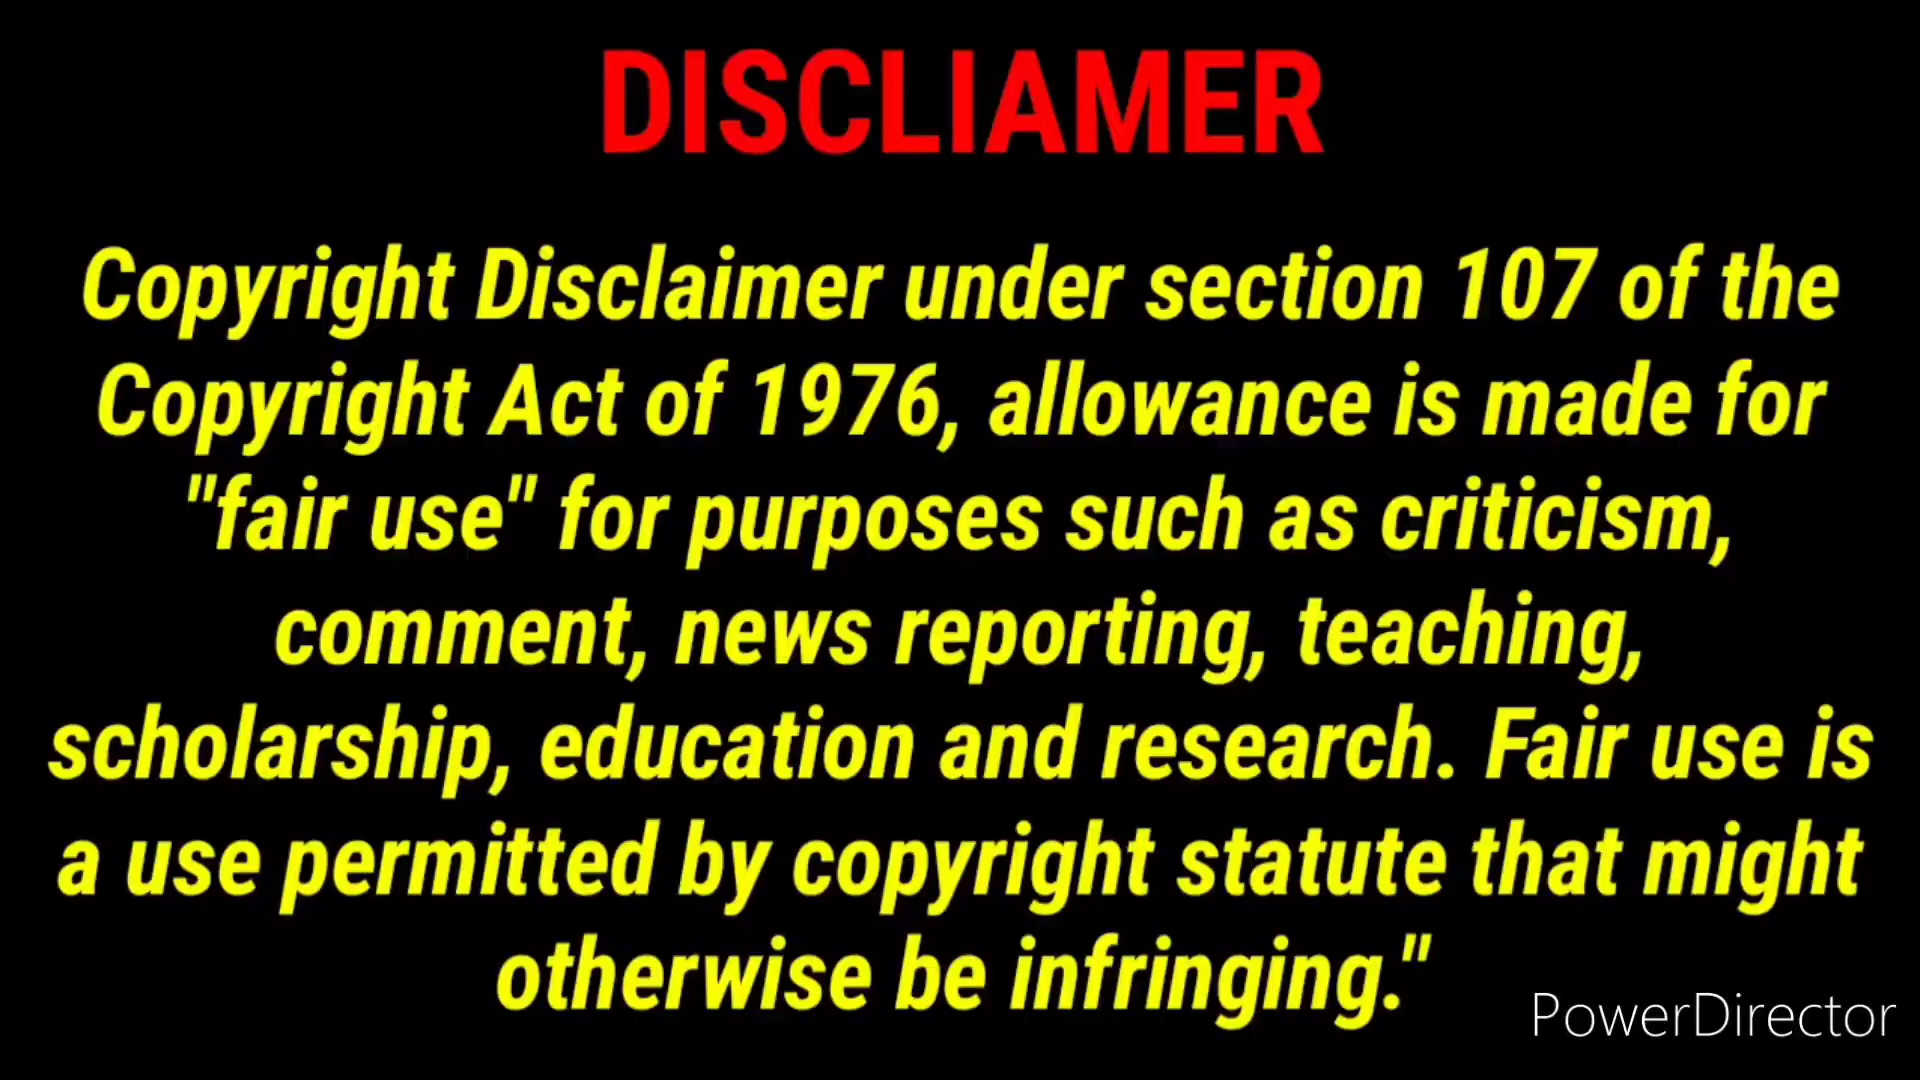 DISCLIAMER
Copyright Disclaimer under section 107 of the
Copyright Act of 1976, allowance is made for
"fair use" for purposes such as criticism,
comment, news reporting, teaching,
scholarship, education and research. Fair use is
a use permitted by copyright statute that might
otherwise be infringing."
PowerDirector